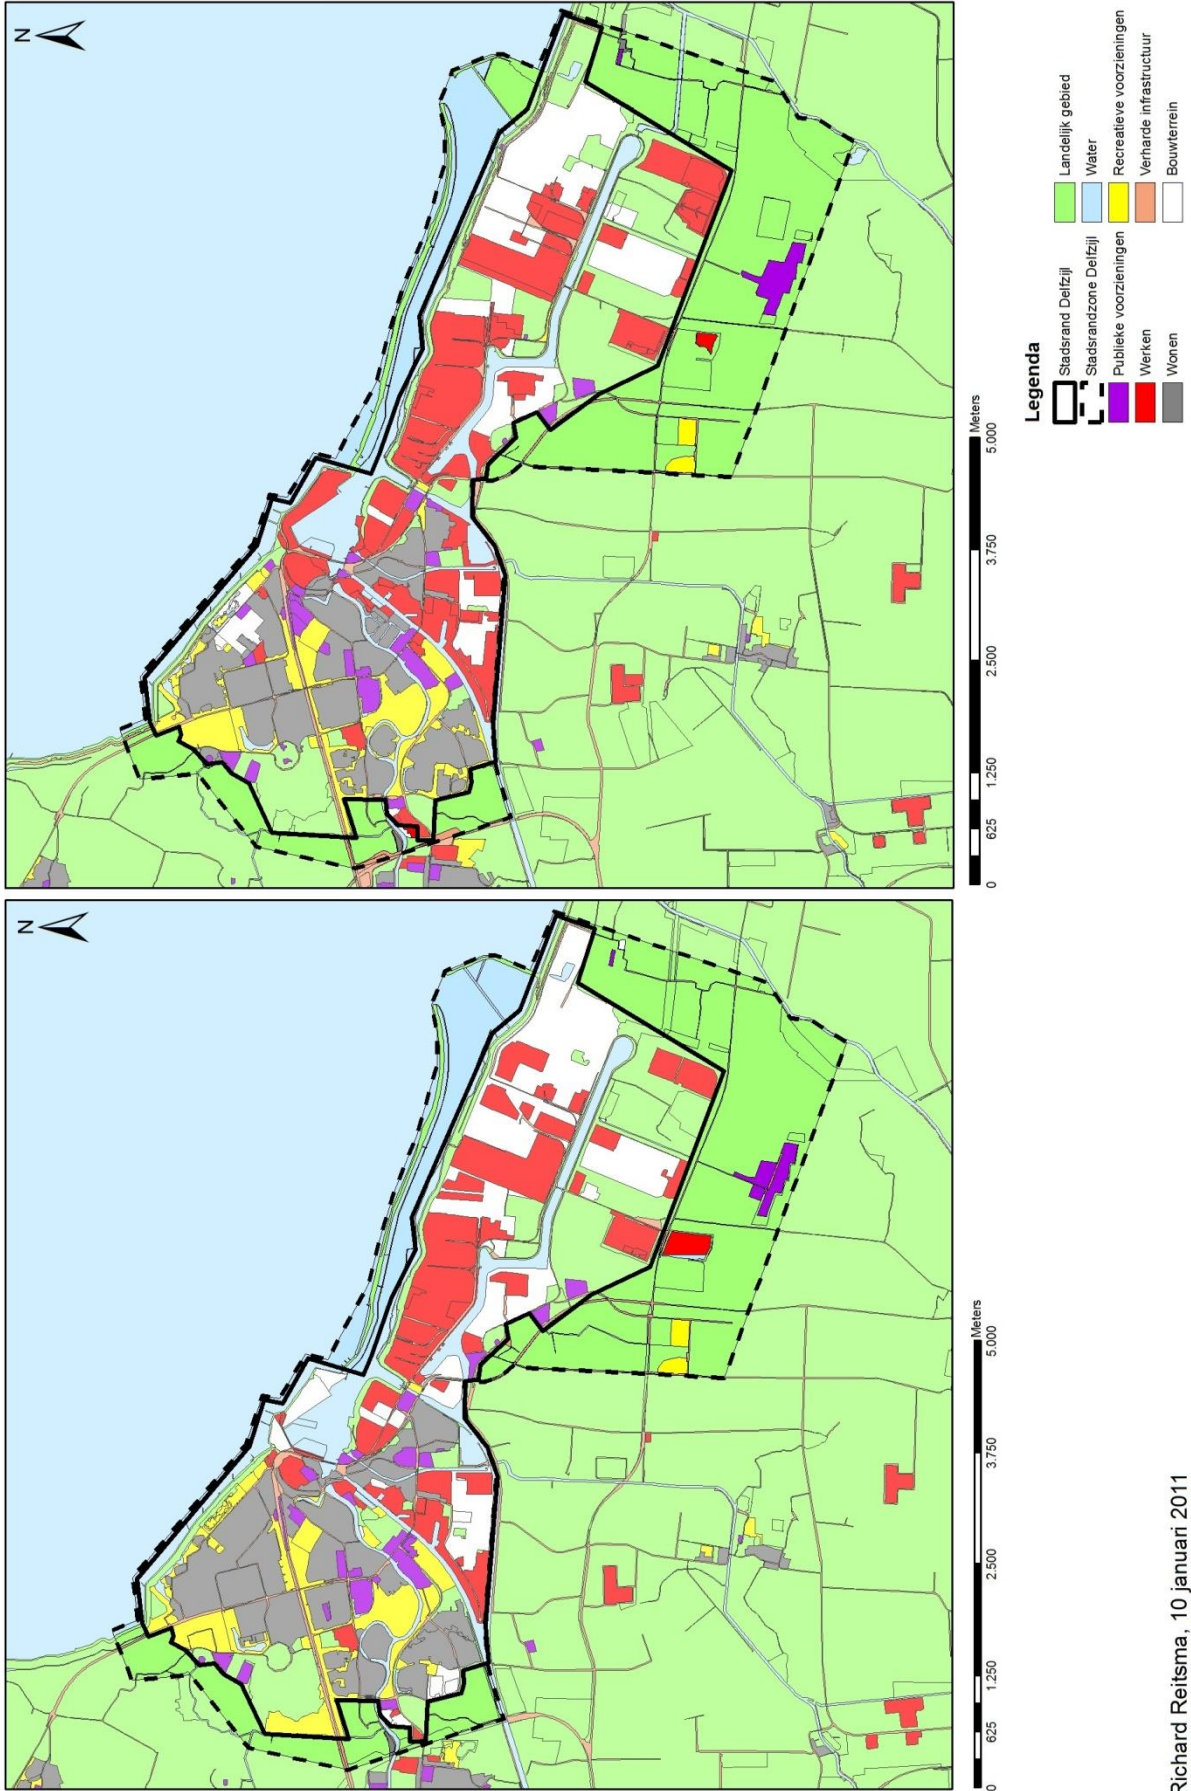 N
0 625 1.250 2.500 3.750 5.000
Meters
N
0 625 1.250 2.500 3.750 5.000
Meters
Legenda
Stadsrand Delfzijl
Stadsrandzone Delfzijl
Publieke voorzieningen
Werken
Wonen
Landelijk gebied
Water
Recreatieve voorzieningen
Verharde infrastructuur
Bouwterrein
Richard Reitsma, 10 januari 2011